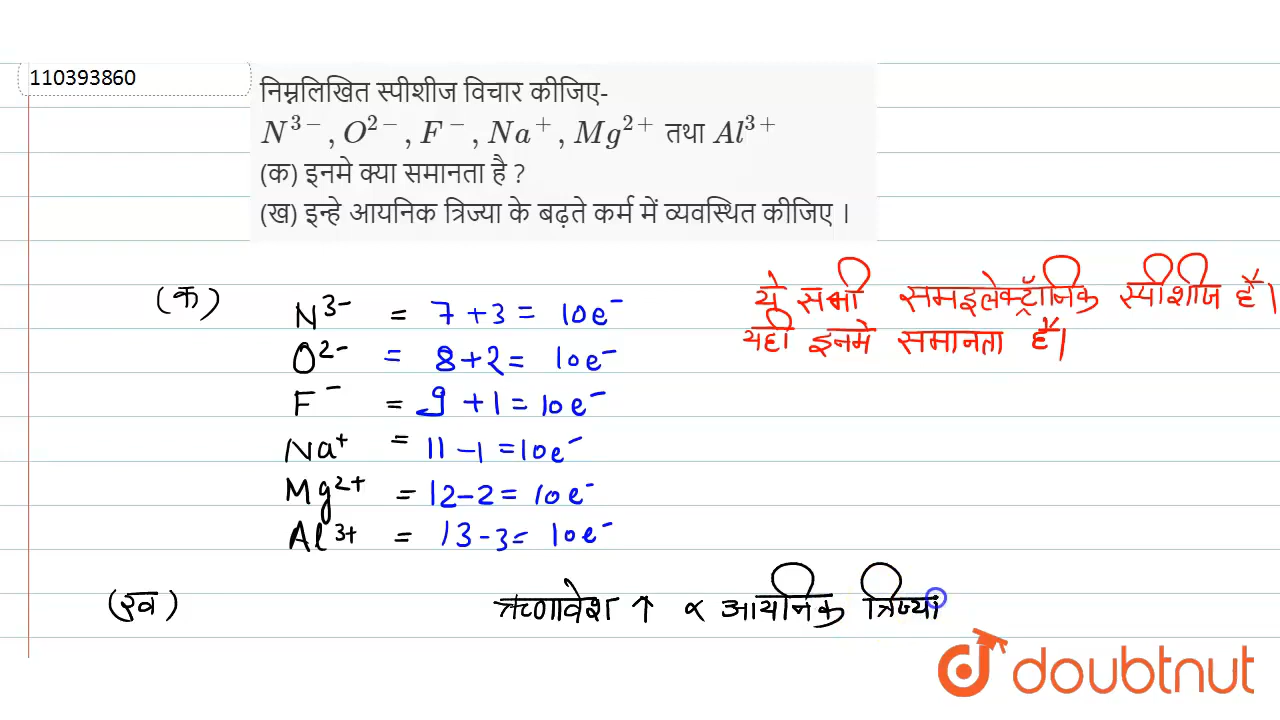 110393860
निम्नलिखित स्पीशीज विचार कीजिए-
N³⁻, O²⁻, F⁻, Na⁺, Mg²⁺ तथा Al³⁺
(क) इनमे क्या समानता है ?
(ख) इन्हे आयनिक त्रिज्या के बढ़ते कर्म में व्यवस्थित कीजिए ।
(क)
N³⁻ = 7+3 = 10e⁻
O²⁻ = 8+2 = 10e⁻
F⁻ = 9+1 = 10e⁻
Na⁺ = 11-1 = 10e⁻
Mg²⁺ = 12-2 = 10e⁻
Al³⁺ = 13-3 = 10e⁻
ये सभी समइलेक्ट्रॉनिक स्पीशीज है।
यही इनमे समानता है।
(ख) ऋणावेश ↑ ∝ आयनिक त्रिज्या
doubtnut